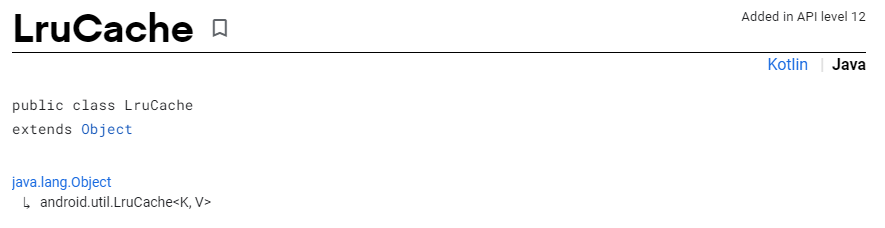 LruCache
Added in API level 12
Kotlin | Java
public class LruCache
extends Object
java.lang.Object
↳ android.util.LruCache<K, V>